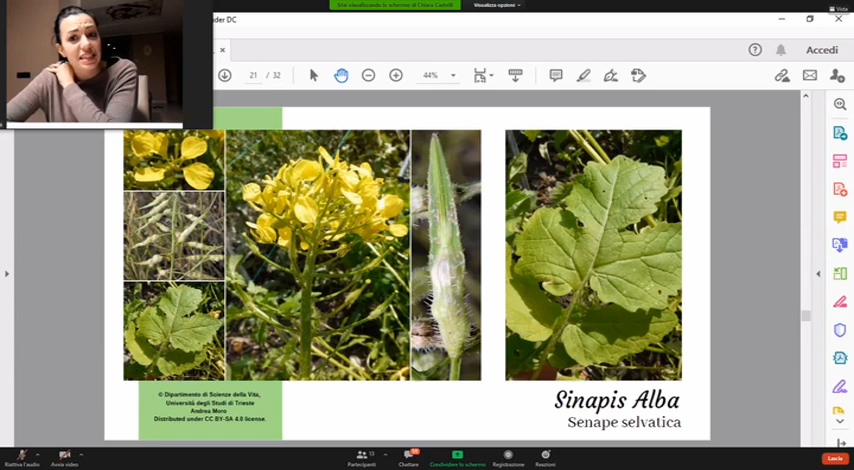 Stai visualizzando lo schermo di Chiara
Visualizza opzioni
Vista
der DC
Accedi
21 / 32
44%
© Dipartimento di Scienze della Vita,
Università degli Studi di Trieste
Andrea Moro
Distributed under CC BY-SA 4.0 license.
Sinapis Alba
Senape selvatica
Riattiva l'audio
Avvia video
Partecipanti
13
Chattare
Condividere lo schermo
Registrazione
Reazioni
Lascia